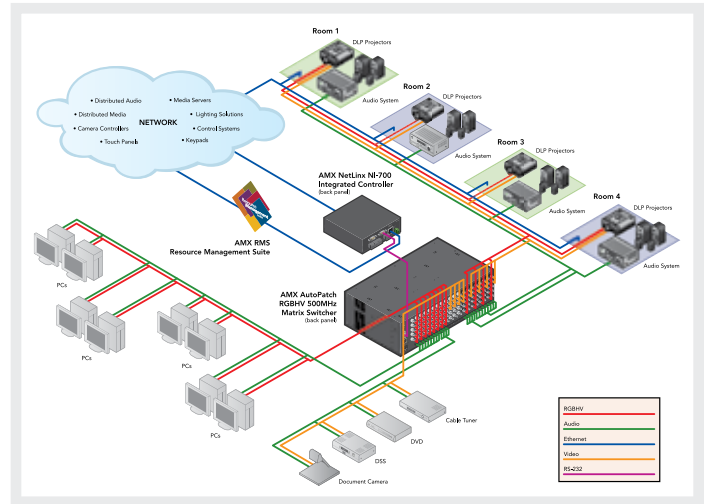 Room 1
DLP Projectors
Audio System
Room 2
DLP Projectors
Audio System
Room 3
DLP Projectors
Audio System
Room 4
DLP Projectors
Audio System
• Distributed Audio
• Media Servers
• Distributed Media
• Lighting Solutions
NETWORK
• Camera Controllers
• Control Systems
• Touch Panels
• Keypads
AMX NetLinx NI-700
Integrated Controller
(back panel)
AMX RMS
Resource Management Suite
AMX AutoPatch
RGBHV 500MHz
Matrix Switcher
(back panel)
PCs
PCs
PCs
PCs
Cable Tuner
DVD
DSS
Document Camera
RGBHV
Audio
Ethernet
Video
RS-232